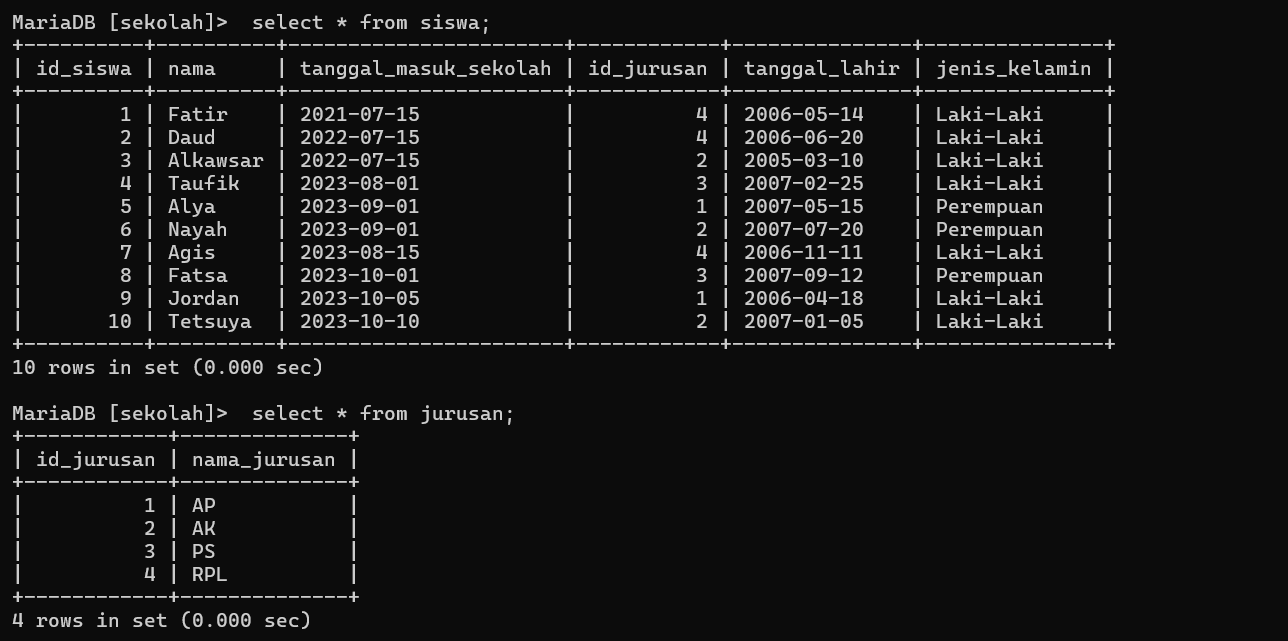 MariaDB [sekolah]>  select * from siswa;
+----------+----------+-----------------------+------------+---------------+---------------+
| id_siswa | nama     | tanggal_masuk_sekolah | id_jurusan | tanggal_lahir | jenis_kelamin |
+----------+----------+-----------------------+------------+---------------+---------------+
|        1 | Fatir    | 2021-07-15            |          4 | 2006-05-14    | Laki-Laki     |
|        2 | Daud     | 2022-07-15            |          4 | 2006-06-20    | Laki-Laki     |
|        3 | Alkawsar | 2022-07-15            |          2 | 2005-03-10    | Laki-Laki     |
|        4 | Taufik   | 2023-08-01            |          3 | 2007-02-25    | Laki-Laki     |
|        5 | Alya     | 2023-09-01            |          1 | 2007-05-15    | Perempuan     |
|        6 | Nayah    | 2023-09-01            |          2 | 2007-07-20    | Perempuan     |
|        7 | Agis     | 2023-08-15            |          4 | 2006-11-11    | Laki-Laki     |
|        8 | Fatsa    | 2023-10-01            |          3 | 2007-09-12    | Perempuan     |
|        9 | Jordan   | 2023-10-05            |          1 | 2006-04-18    | Laki-Laki     |
|       10 | Tetsuya  | 2023-10-10            |          2 | 2007-01-05    | Laki-Laki     |
+----------+----------+-----------------------+------------+---------------+---------------+
10 rows in set (0.000 sec)

MariaDB [sekolah]>  select * from jurusan;
+------------+--------------+
| id_jurusan | nama_jurusan |
+------------+--------------+
|          1 | AP           |
|          2 | AK           |
|          3 | PS           |
|          4 | RPL          |
+------------+--------------+
4 rows in set (0.000 sec)